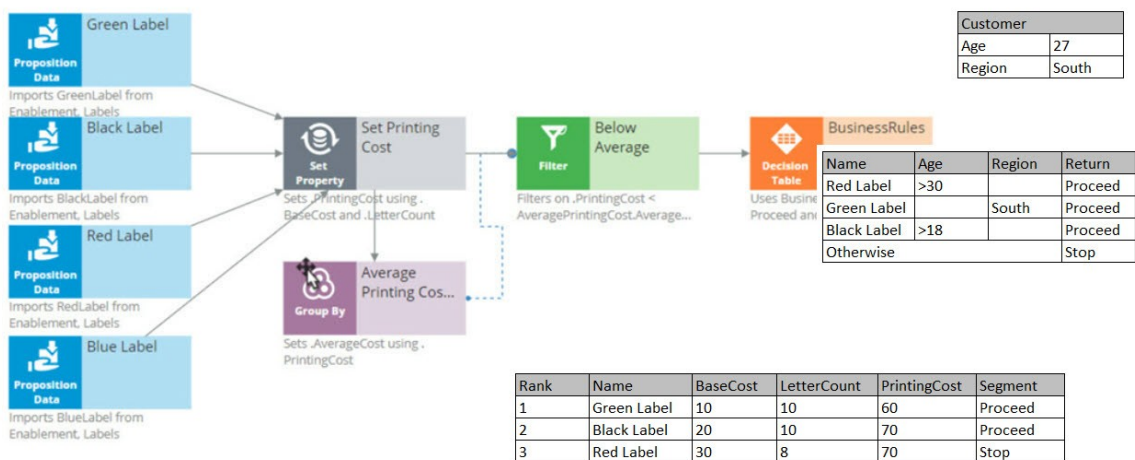 Green Label
Proposition
Data
Imports GreenLabel from
Enablement, Labels
Black Label
Proposition
Data
Imports BlackLabel from
Enablement, Labels
Red Label
Proposition
Data
Imports RedLabel from
Enablement, Labels
Blue Label
Proposition
Data
Imports BlueLabel from
Enablement, Labels
Set Printing
Cost
Set
Property
Sets .PrintingCost using .
BaseCost and .LetterCount
Average
Printing Cos...
Group By
Sets .AverageCost using .
PrintingCost
Below
Average
Filter
Filters on .PrintingCost <
AveragePrintingCost.Average...
BusinessRules
Decision
Table
Uses Busine
Proceed and
Customer
Age 27
Region South
Name Age Region Return
Red Label >30 Proceed
Green Label South Proceed
Black Label >18 Proceed
Otherwise Stop
Rank Name BaseCost LetterCount PrintingCost Segment
1 Green Label 10 10 60 Proceed
2 Black Label 20 10 70 Proceed
3 Red Label 30 8 70 Stop